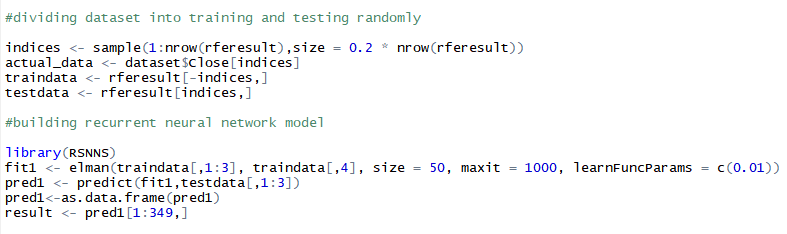 #dividing dataset into training and testing randomly
indices <- sample(1:nrow(rferesult),size = 0.2 * nrow(rferesult))
actual_data <- dataset$Close[indices]
traindata <- rferesult[-indices,]
testdata <- rferesult[indices,]
#building recurrent neural network model
library(RSNNS)
fit1 <- elman(traindata[,1:3], traindata[,4], size = 50, maxit = 1000, learnFuncParams = c(0.01))
pred1 <- predict(fit1,testdata[,1:3])
pred1<-as.data.frame(pred1)
result <- pred1[1:349,]